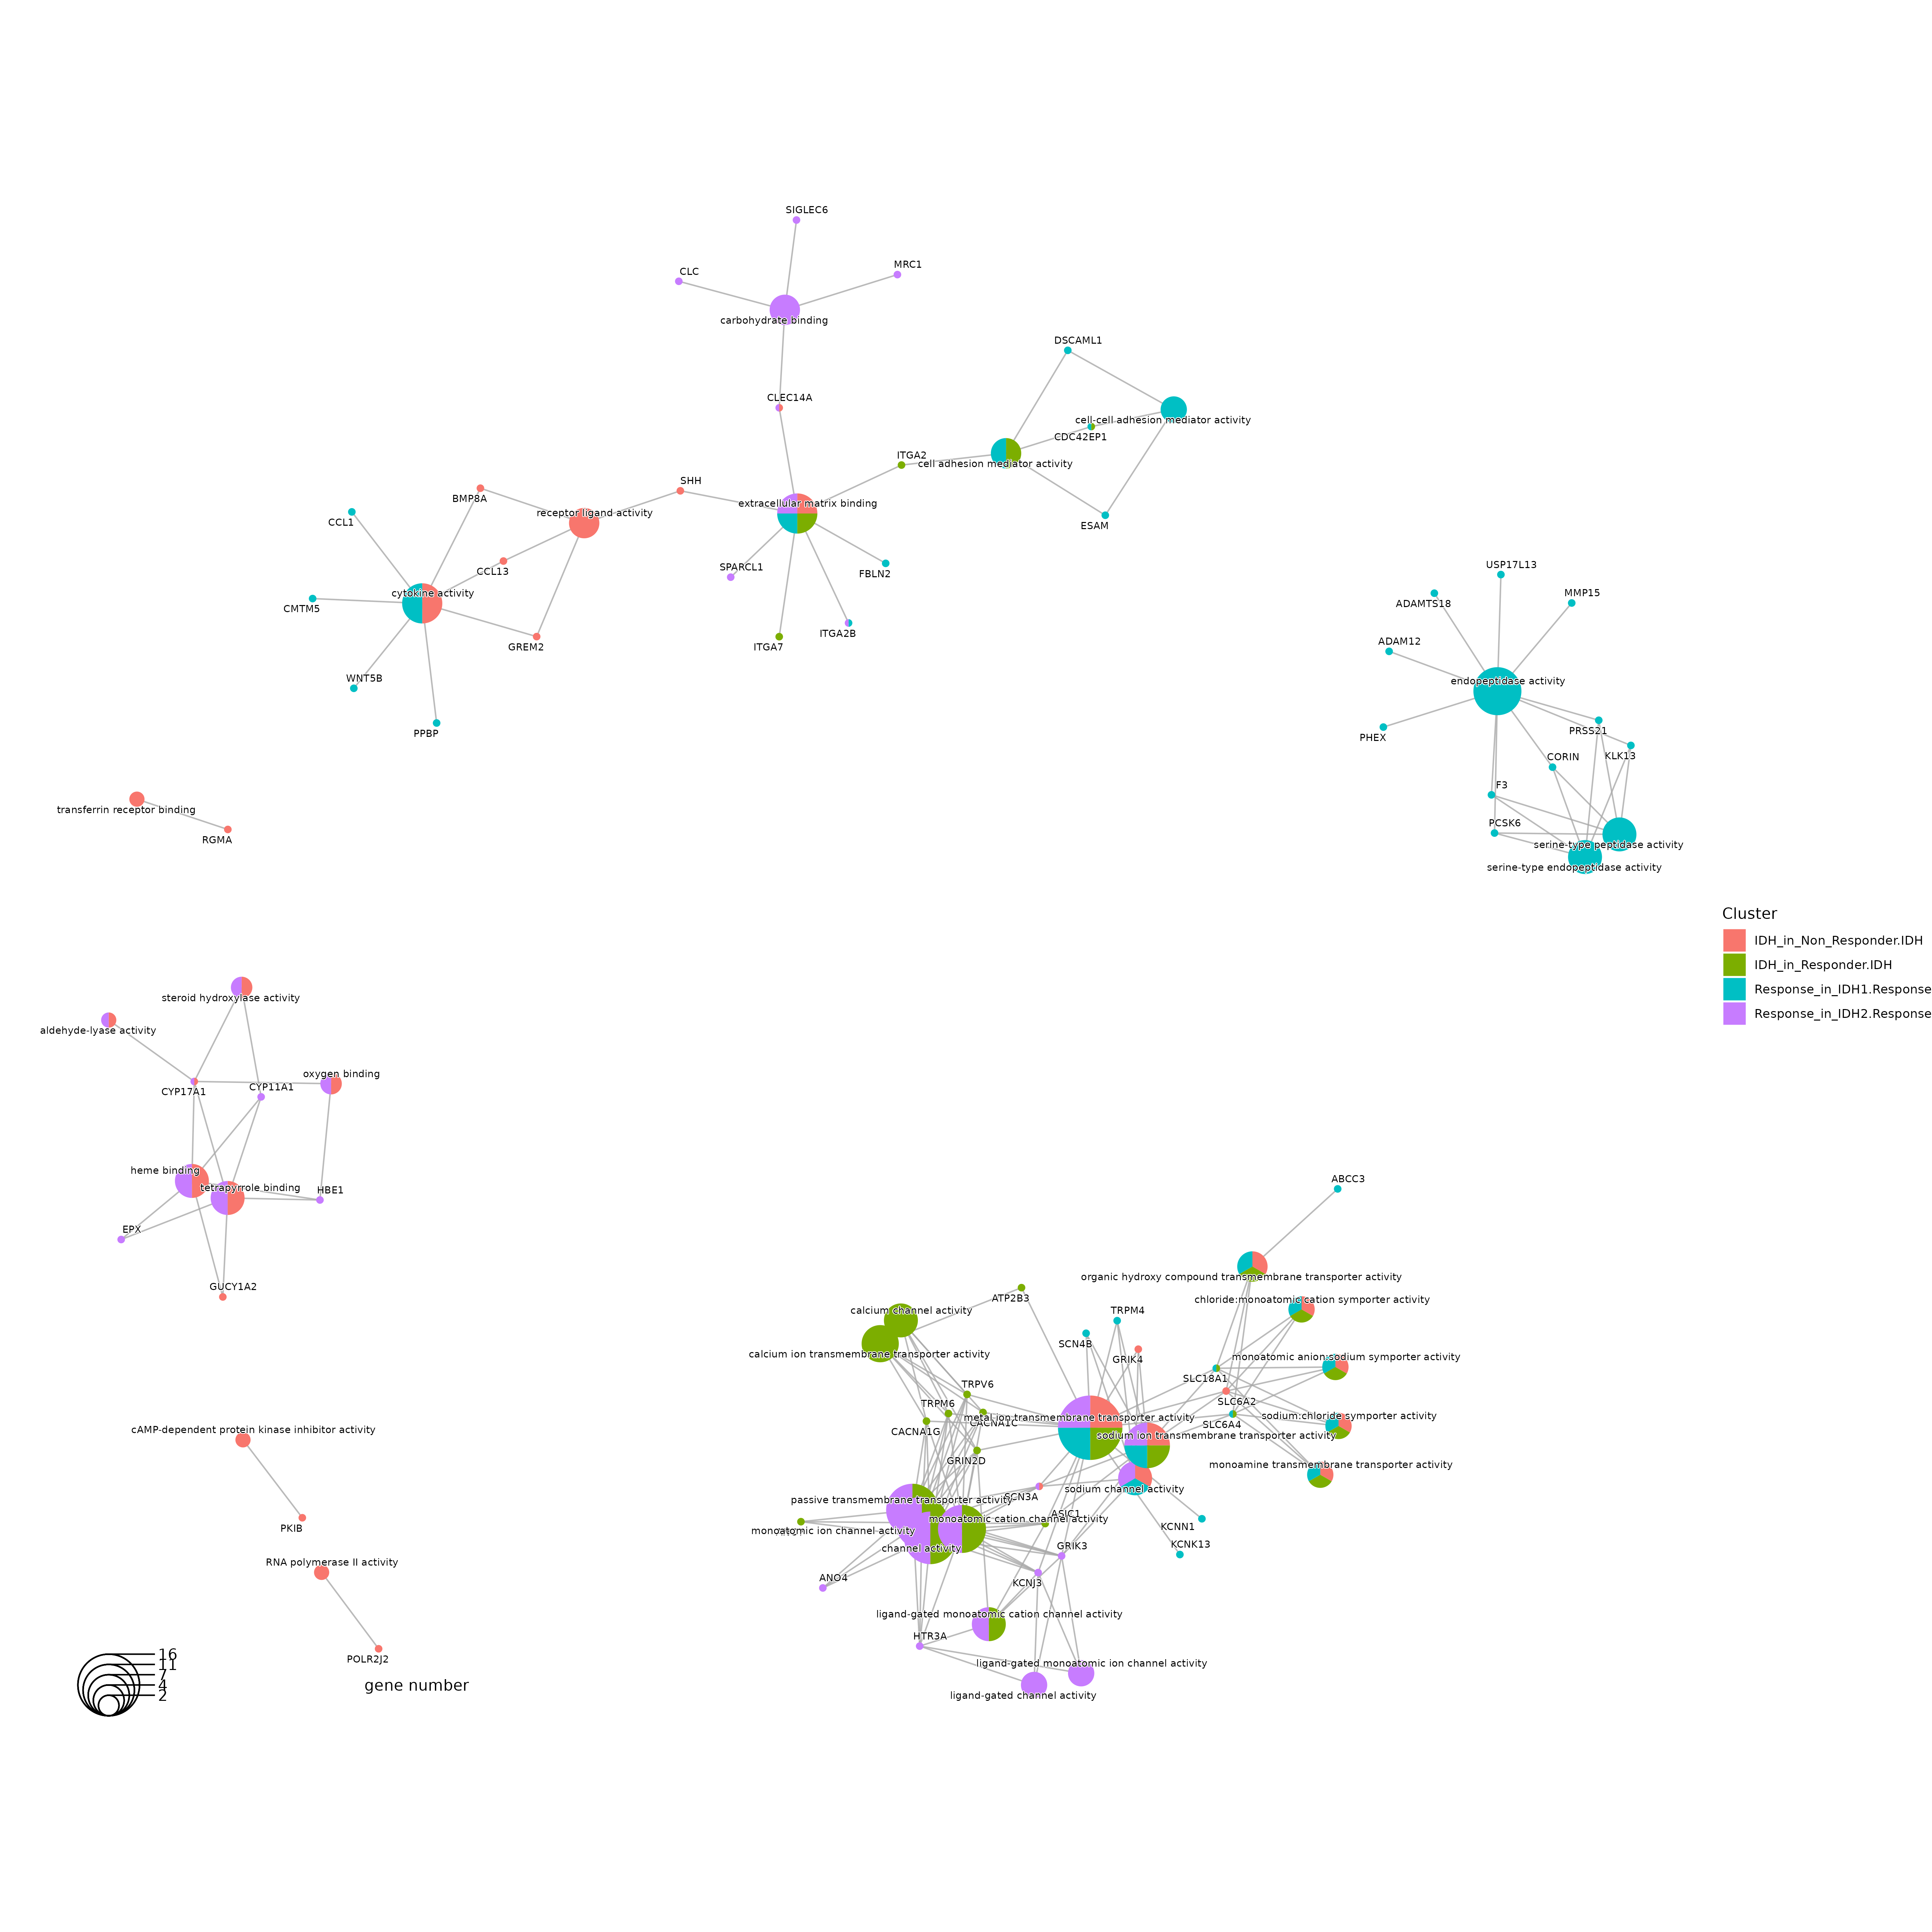 SIGLEC6
MRC1
CLC
carbohydrate binding
DSCAML1
CLEC14A
cell-cell adhesion mediator activity
CDC42EP1
ITGA2
cell adhesion mediator activity
SHH
BMP8A
extracellular matrix binding
receptor ligand activity
CCL1
ESAM
USP17L13
SPARCL1
CCL13
FBLN2
MMP15
cytokine activity
ADAMTS18
CMTM5
ITGA2B
ADAM12
GREM2
ITGA7
WNT5B
endopeptidase activity
PPBP
PHEX
PRSS21
CORIN
KLK13
F3
transferrin receptor binding
PCSK6
RGMA
serine-type peptidase activity
serine-type endopeptidase activity
Cluster
IDH_in_Non_Responder.IDH
IDH_in_Responder.IDH
Response_in_IDH1.Response
Response_in_IDH2.Response
steroid hydroxylase activity
aldehyde-lyase activity
oxygen binding
CYP17A1
CYP11A1
heme binding
tetrapyrrole binding
HBE1
ABCC3
EPX
GUCY1A2
organic hydroxy compound transmembrane transporter activity
ATP2B3
chloride:monoatomic cation symporter activity
calcium channel activity
TRPM4
SCN4B
calcium ion transmembrane transporter activity
GRIK4
monoatomic anion:sodium symporter activity
SLC18A1
TRPV6
SLC6A2
TRPM6
metal ion transmembrane transporter activity
sodium:chloride symporter activity
CACNA1C
SLC6A4
cAMP-dependent protein kinase inhibitor activity
CACNA1G
sodium ion transmembrane transporter activity
GRIN2D
monoamine transmembrane transporter activity
sodium channel activity
SCN3A
passive transmembrane transporter activity
ASIC1
monoatomic cation channel activity
PKIB
KCNN1
monoatomic ion channel activity
KCNK13
GRIK3
channel activity
RNA polymerase II activity
ANO4
KCNJ3
ligand-gated monoatomic cation channel activity
HTR3A
POLR2J2
ligand-gated monoatomic ion channel activity
16
11
7
4
2
gene number
ligand-gated channel activity